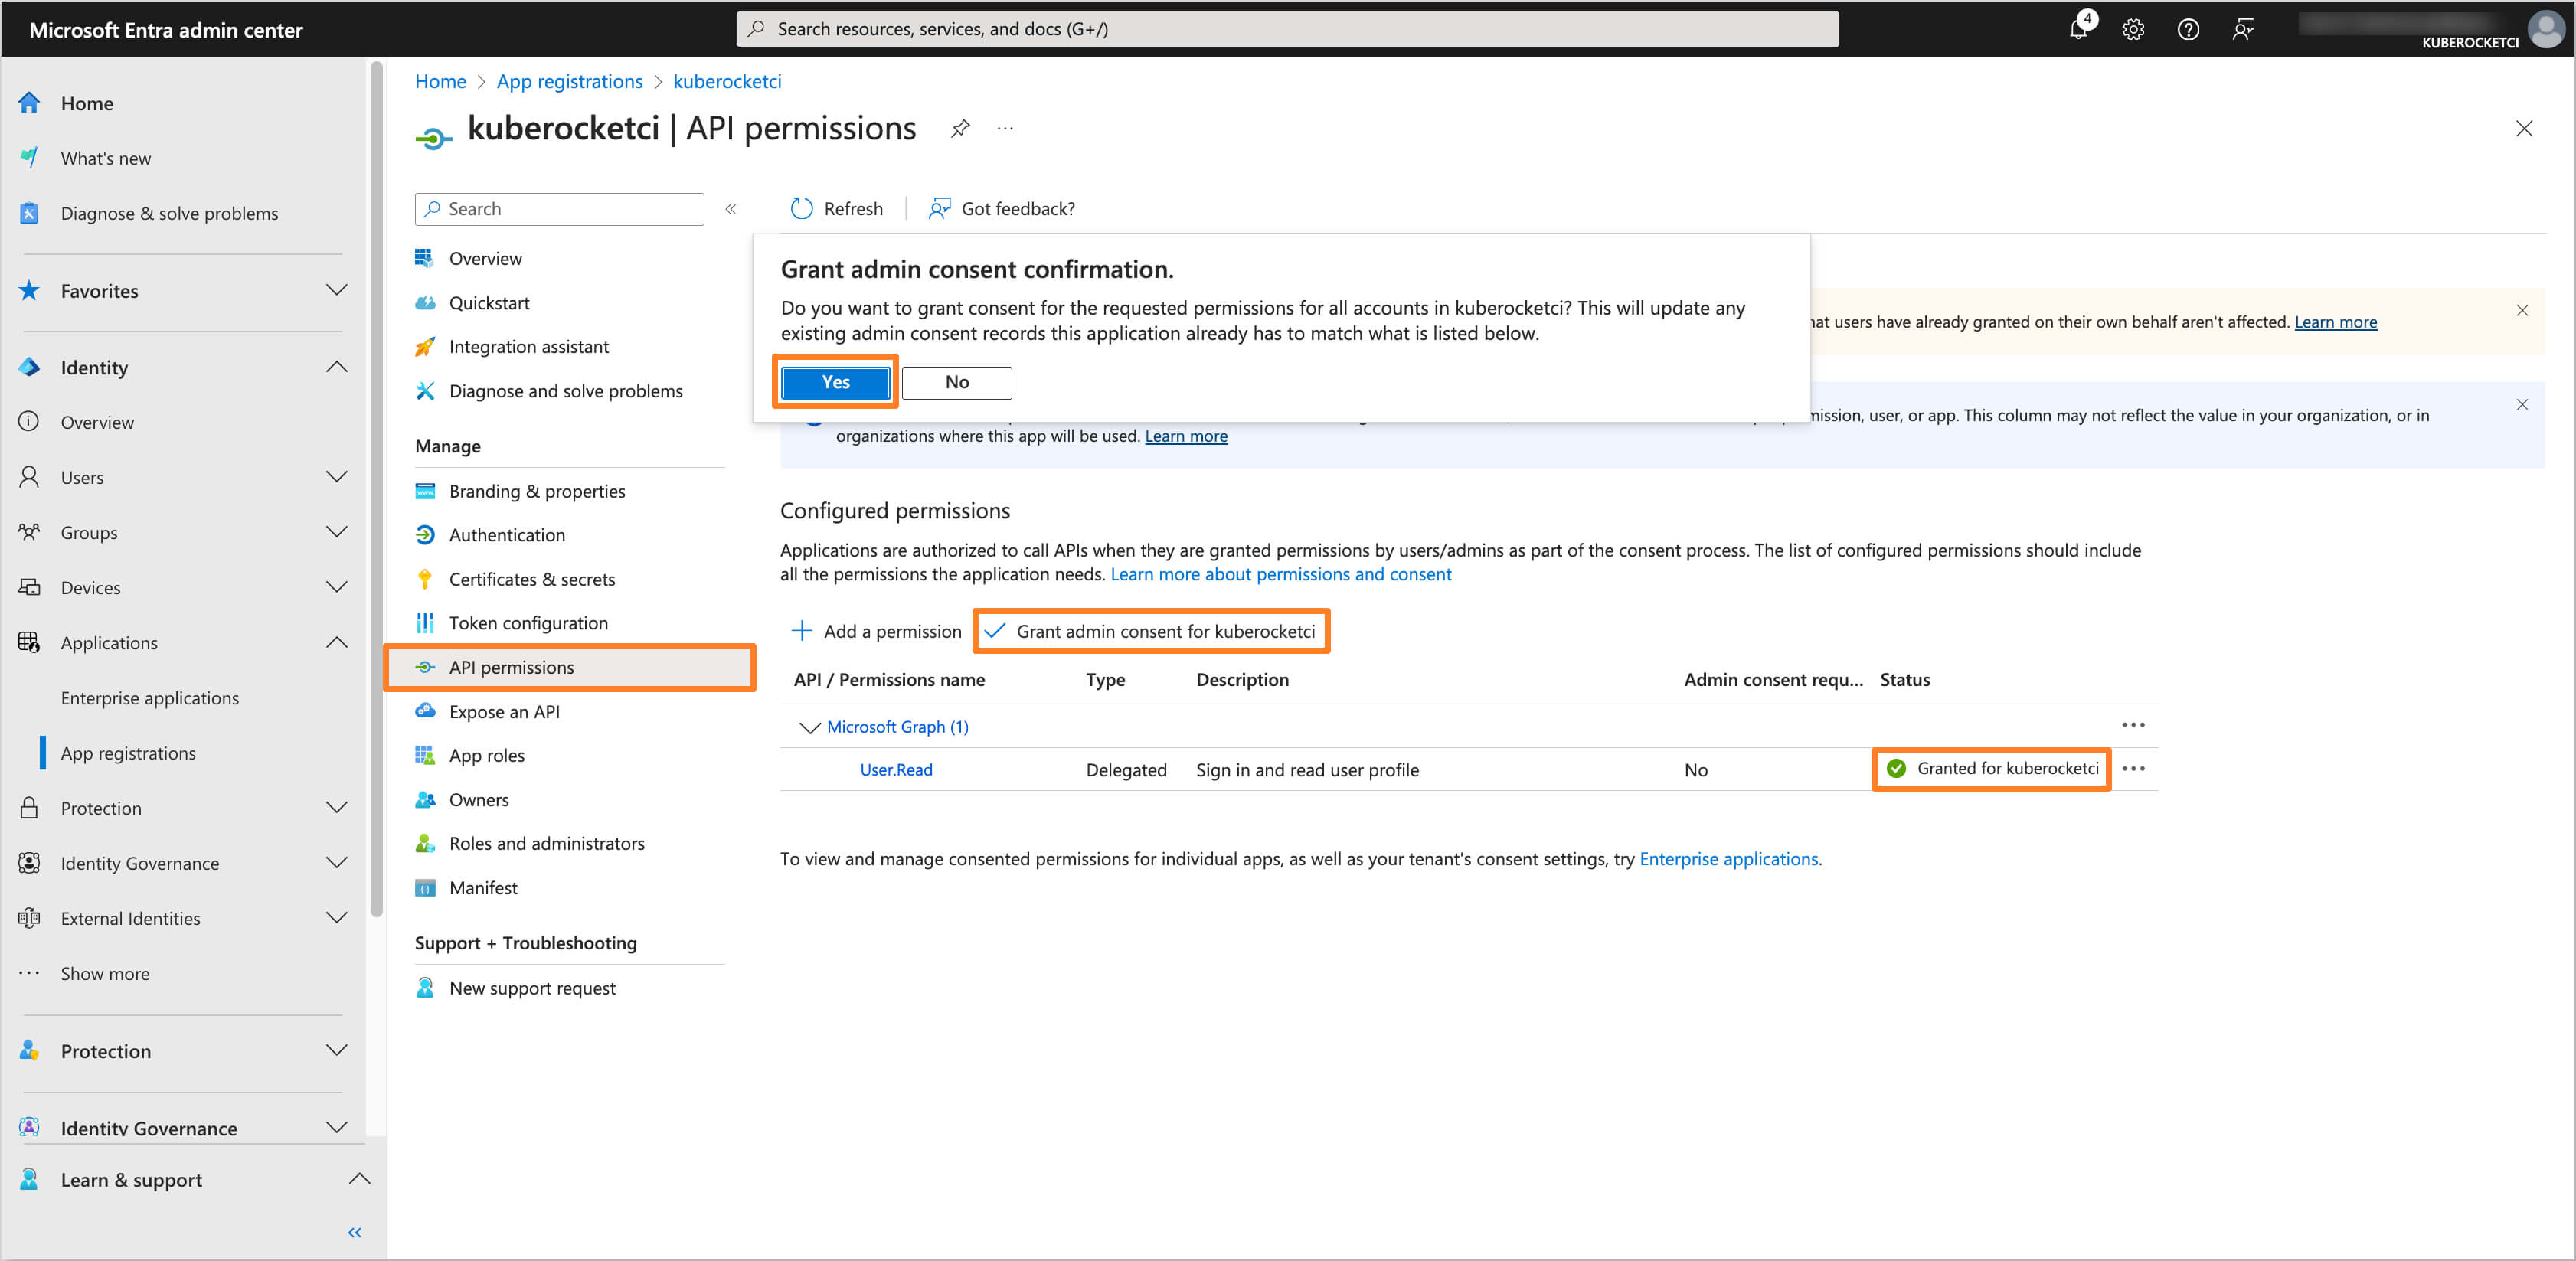 Microsoft Entra admin center
Search resources, services, and docs (G+/)
4
KUBEROCKETCI
Home
What's new
Diagnose & solve problems
Favorites
Identity
Overview
Users
Groups
Devices
Applications
Enterprise applications
App registrations
Protection
Identity Governance
External Identities
Show more
Protection
Identity Governance
Learn & support
Home > App registrations > kuberocketci
kuberocketci | API permissions
Search
Overview
Quickstart
Integration assistant
Diagnose and solve problems
Manage
Branding & properties
Authentication
Certificates & secrets
Token configuration
API permissions
Expose an API
App roles
Owners
Roles and administrators
Manifest
Support + Troubleshooting
New support request
Refresh
Got feedback?
Grant admin consent confirmation.
Do you want to grant consent for the requested permissions for all accounts in kuberocketci? This will update any
existing admin consent records this application already has to match what is listed below.
Yes
No
users have already granted on their own behalf aren't affected. Learn more
user, or app. This column may not reflect the value in your organization, or in
organizations where this app will be used. Learn more
Configured permissions
Applications are authorized to call APIs when they are granted permissions by users/admins as part of the consent process. The list of configured permissions should include
all the permissions the application needs. Learn more about permissions and consent
Add a permission
Grant admin consent for kuberocketci
API / Permissions name Type Description Admin consent requ... Status
Microsoft Graph (1)
User.Read Delegated Sign in and read user profile No Granted for kuberocketci
To view and manage consented permissions for individual apps, as well as your tenant's consent settings, try Enterprise applications.